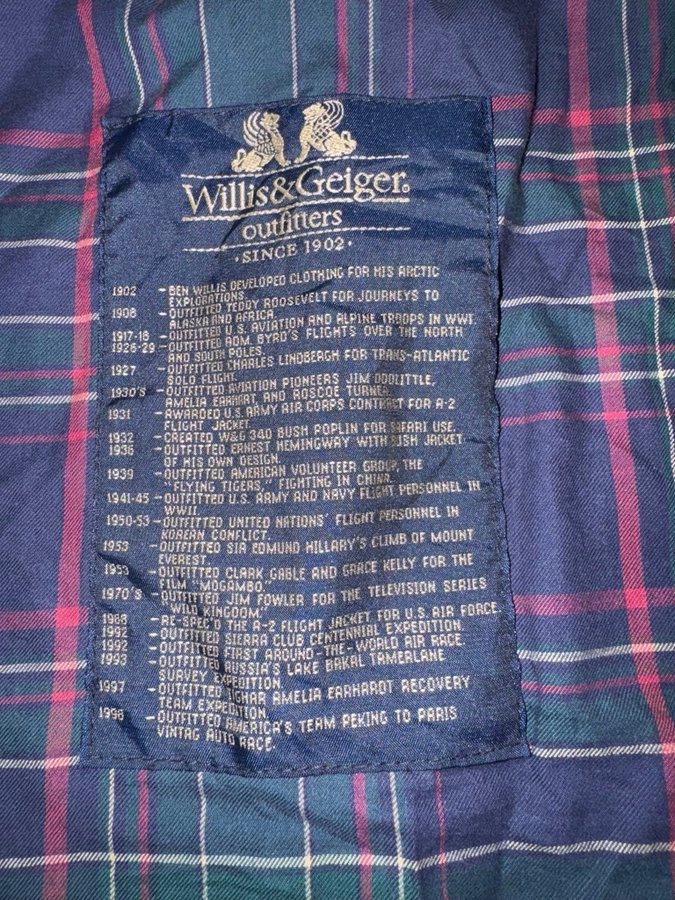 Willis & Geiger®
outfitters
• SINCE 1902 •
1902 - BEN WILLIS DEVELOPED CLOTHING FOR HIS ARCTIC
EXPLORATIONS.
1908 - OUTFITTED TEDDY ROOSEVELT FOR JOURNEYS TO
ALASKA AND AFRICA.
1917-18 - OUTFITTED U.S. AVIATION AND ALPINE TROOPS IN WWI.
1926-29 - OUTFITTED ADM. BYRD'S FLIGHTS OVER THE NORTH
AND SOUTH POLES.
1927 - OUTFITTED CHARLES LINDBERGH FOR TRANS-ATLANTIC
SOLO FLIGHT.
1930'S - OUTFITTED AVIATION PIONEERS JIM DOOLITTLE,
AMELIA EARHART, AND ROSCOE TURNER.
1931 - AWARDED U.S. ARMY AIR CORPS CONTRACT FOR A-2
FLIGHT JACKET.
1932 - CREATED W&G 340 BUSH POPLIN FOR SAFARI USE.
1936 - OUTFITTED ERNEST HEMINGWAY WITH BUSH JACKET
OF HIS OWN DESIGN.
1939 - OUTFITTED AMERICAN VOLUNTEER GROUP, THE
"FLYING TIGERS," FIGHTING IN CHINA.
1941-45 - OUTFITTED U.S. ARMY AND NAVY FLIGHT PERSONNEL IN
WWII.
1950-53 - OUTFITTED UNITED NATIONS' FLIGHT PERSONNEL IN
KOREAN CONFLICT.
1953 - OUTFITTED SIR EDMUND HILLARY'S CLIMB OF MOUNT
EVEREST.
1953 - OUTFITTED CLARK GABLE AND GRACE KELLY FOR THE
FILM "MOGAMBO."
1970'S - OUTFITTED JIM FOWLER FOR THE TELEVISION SERIES
"WILD KINGDOM."
1988 - RE-SPEC'D THE A-2 FLIGHT JACKET FOR U.S. AIR FORCE.
1992 - OUTFITTED SIERRA CLUB CENTENNIAL EXPEDITION.
1992 - OUTFITTED FIRST AROUND-THE-WORLD AIR RACE.
1993 - OUTFITTED RUSSIA'S LAKE BAKAL TAMERLANE
SURVEY EXPEDITION.
1997 - OUTFITTED TIGHAR AMELIA EARHARDT RECOVERY
TEAM EXPEDITION.
1998 - OUTFITTED AMERICA'S TEAM PEKING TO PARIS
VINTAG AUTO RACE.